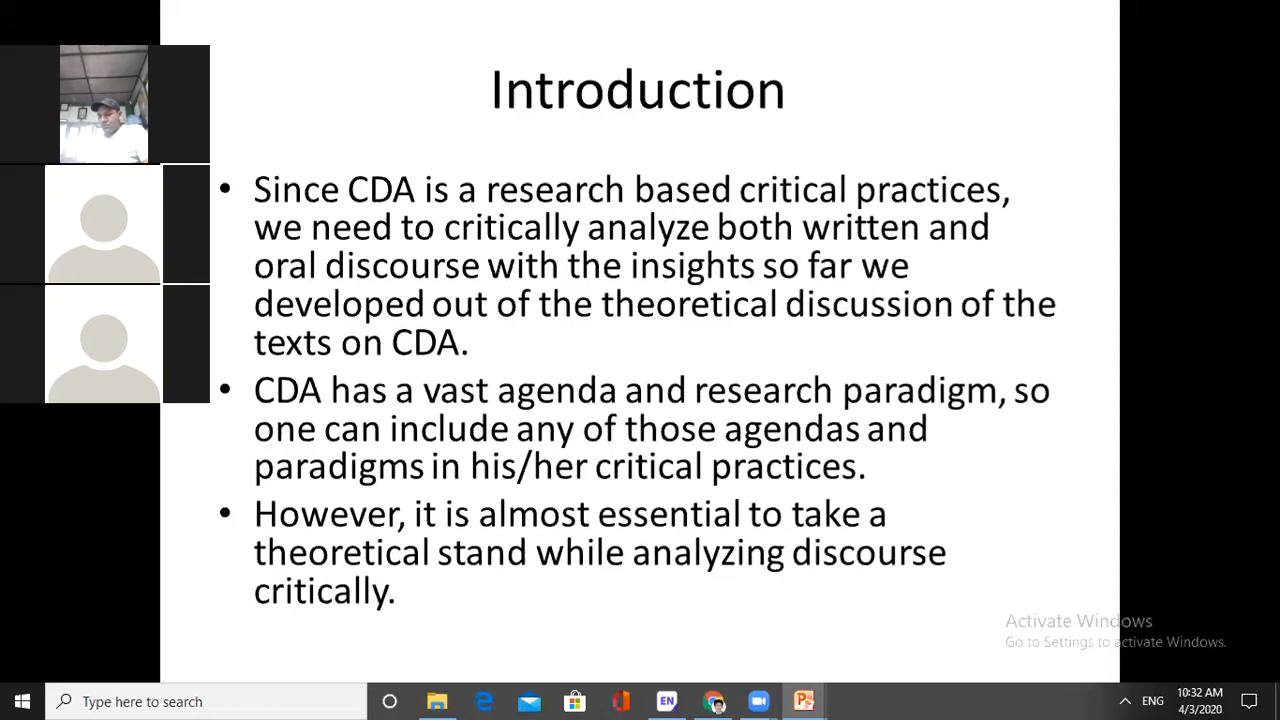 Introduction
• Since CDA is a research based critical practices,
we need to critically analyze both written and
oral discourse with the insights so far we
developed out of the theoretical discussion of the
texts on CDA.
• CDA has a vast agenda and research paradigm, so
one can include any of those agendas and
paradigms in his/her critical practices.
• However, it is almost essential to take a
theoretical stand while analyzing discourse
critically.
Activate Windows
Go to Settings to activate Windows.
Type here to search
EN
ENG
10:32 AM
4/3/2020